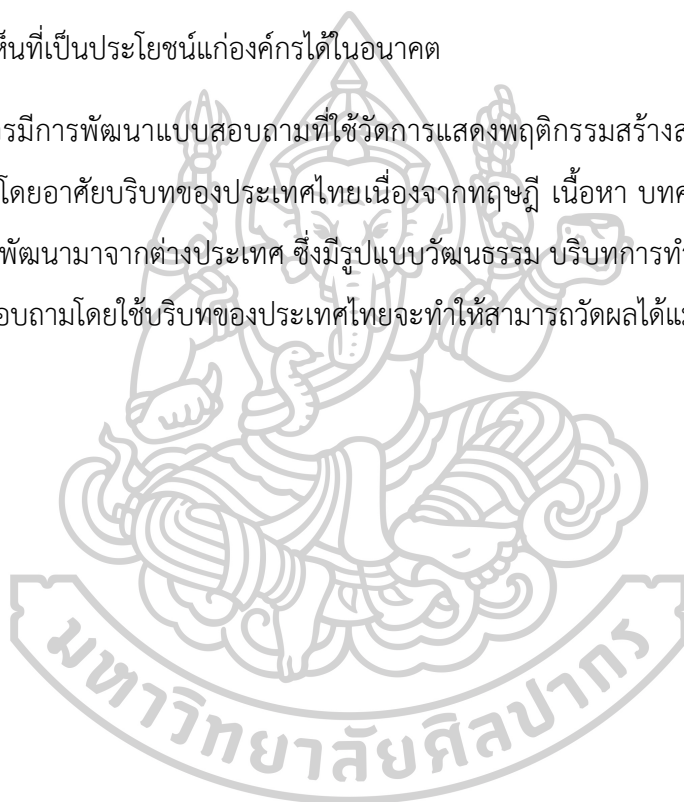 ห็นที่เป็นประโยชน์แก่องค์กรได้ในอนาคต
รมีการพัฒนาแบบสอบถามที่ใช้วัดการแสดงพฤติกรรมสร้างส
โดยอาศัยบริบทของประเทศไทยเนื่องจากทฤษฎี เนื้อหา บทค
พัฒนามาจากต่างประเทศ ซึ่งมีรูปแบบวัฒนธรรม บริบทการทำ
อบถามโดยใช้บริบทของประเทศไทยจะทำให้สามารถวัดผลได้แม
มหาวิทยาลัยศิลปากร